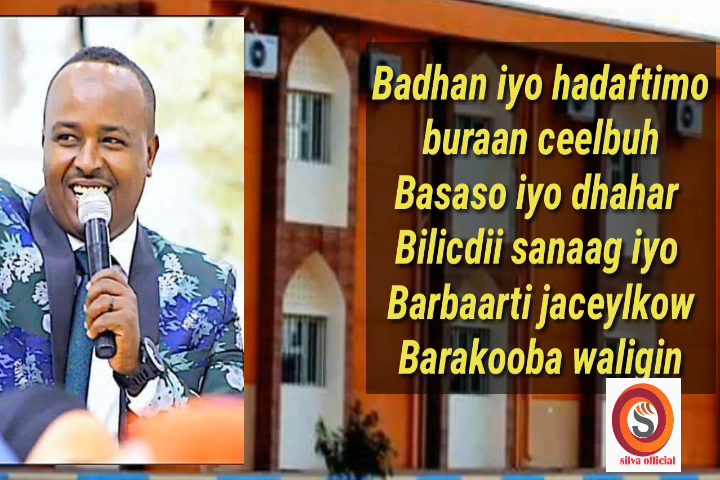 Badhan iyo hadaftimo
buraan ceelbuh
Basaso iyo dhahar
Bilicdii sanaag iyo
Barbaarti jaceylkow
Barakooba waligin
S
silva official